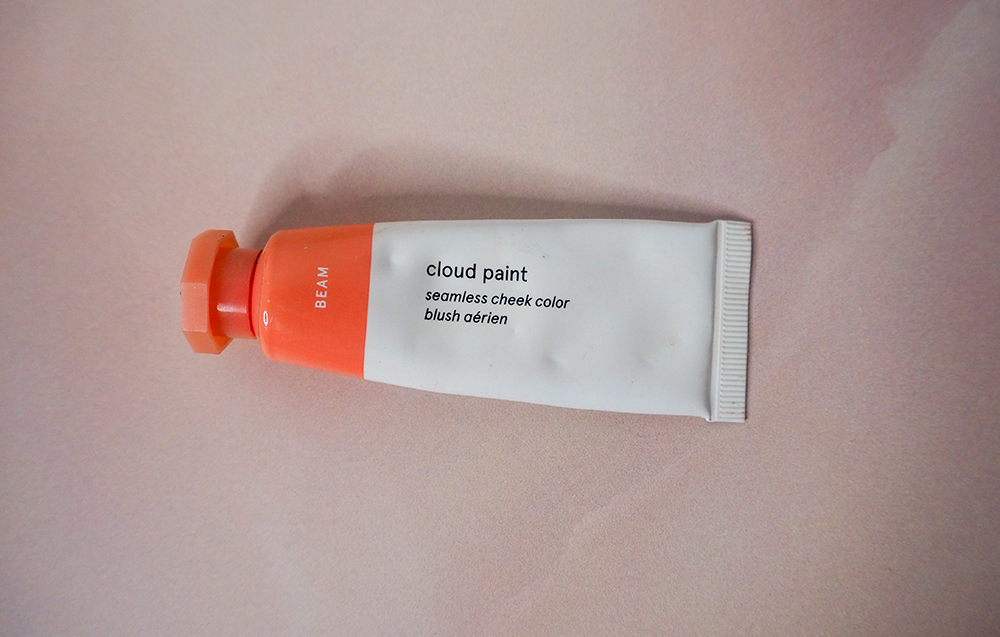 BEAM
cloud paint
seamless cheek color
blush aérien